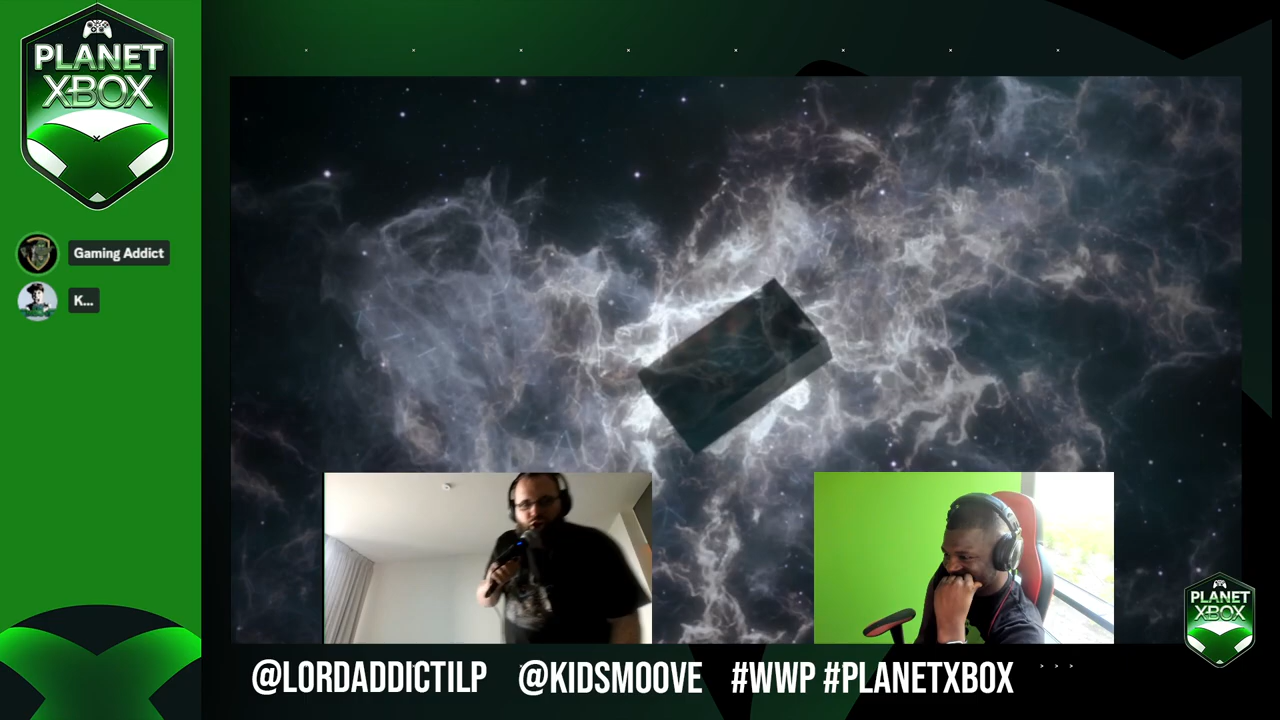 PLANET
XBOX
Gaming Addict
K...
PLANET
XBOX
@LORDADDICTILP @KIDSMOOVE #WWP #PLANETXBOX